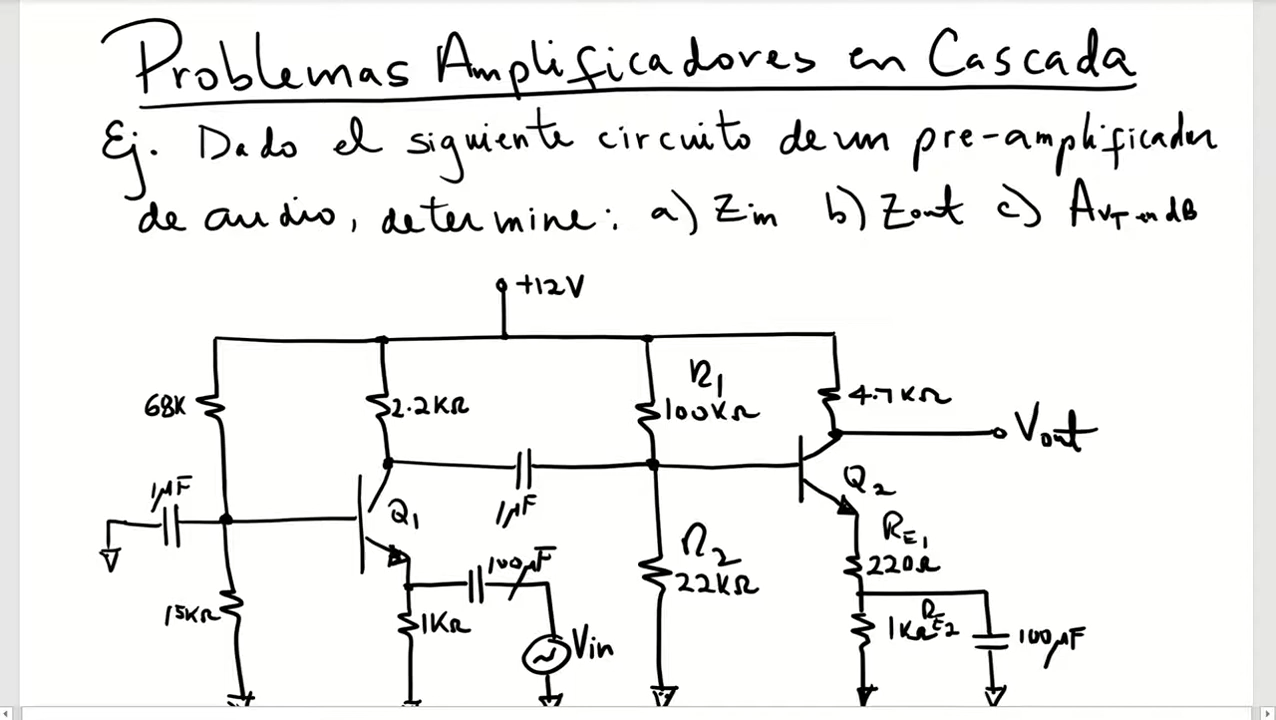 Problemas Amplificadores en Cascada
Ej. Dado el siguiente circuito de un pre-amplificador
de audio, determine: a) Zin b) Zout c) AvT en dB
+12V
68K
2.2KΩ
R1
100KΩ
4.7KΩ
Vout
1μF
Q1
1μF
Q2
RE1
220Ω
100μF
R2
22KΩ
15KΩ
1KΩ
Vin
1KΩ
RE2
100μF